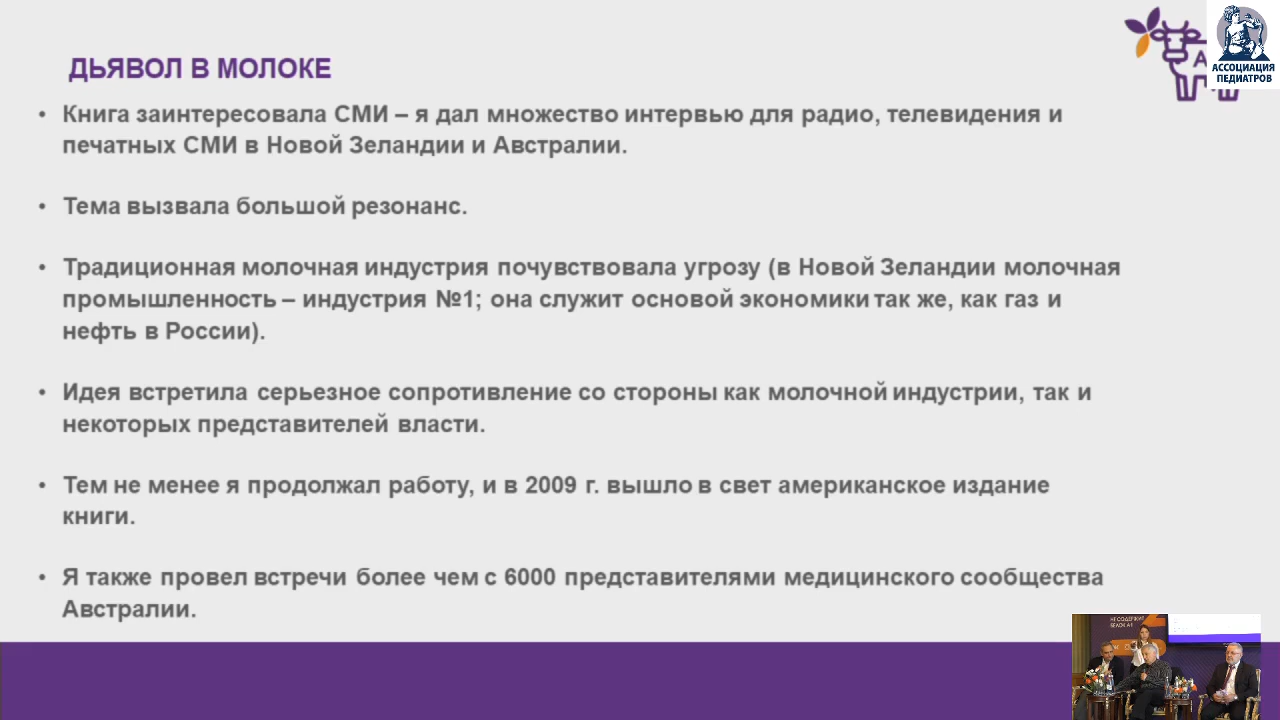 ДЬЯВОЛ В МОЛОКЕ
• Книга заинтересовала СМИ – я дал множество интервью для радио, телевидения и
печатных СМИ в Новой Зеландии и Австралии.
• Тема вызвала большой резонанс.
• Традиционная молочная индустрия почувствовала угрозу (в Новой Зеландии молочная
промышленность – индустрия №1; она служит основой экономики так же, как газ и
нефть в России).
• Идея встретила серьезное сопротивление со стороны как молочной индустрии, так и
некоторых представителей власти.
• Тем не менее я продолжал работу, и в 2009 г. вышло в свет американское издание
книги.
• Я также провел встречи более чем с 6000 представителями медицинского сообщества
Австралии.
АССОЦИАЦИЯ
ПЕДИАТРОВ
НЕ СОДЕРЖИТ
БЕЛОК А1